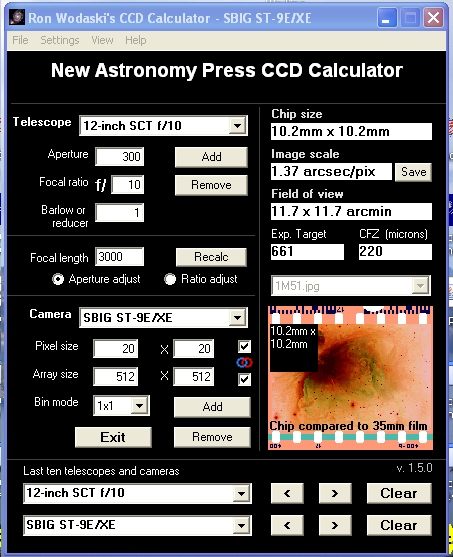 Ron Wodaski's CCD Calculator - SBIG ST-9E/XE
File Settings View Help
New Astronomy Press CCD Calculator
Telescope 12-inch SCT f/10
Aperture 300 Add
Focal ratio f/ 10 Remove
Barlow or
reducer 1
Focal length 3000 Recalc
Aperture adjust Ratio adjust
Camera SBIG ST-9E/XE
Pixel size 20 X 20
Array size 512 X 512
Bin mode 1x1 Add
Exit Remove
Chip size
10.2mm x 10.2mm
Image scale
1.37 arcsec/pix Save
Field of view
11.7 x 11.7 arcmin
Exp. Target CFZ (microns)
661 220
1M51.jpg
10.2mm x
10.2mm
Chip compared to 35mm film
Last ten telescopes and cameras v. 1.5.0
12-inch SCT f/10 < > Clear
SBIG ST-9E/XE < > Clear